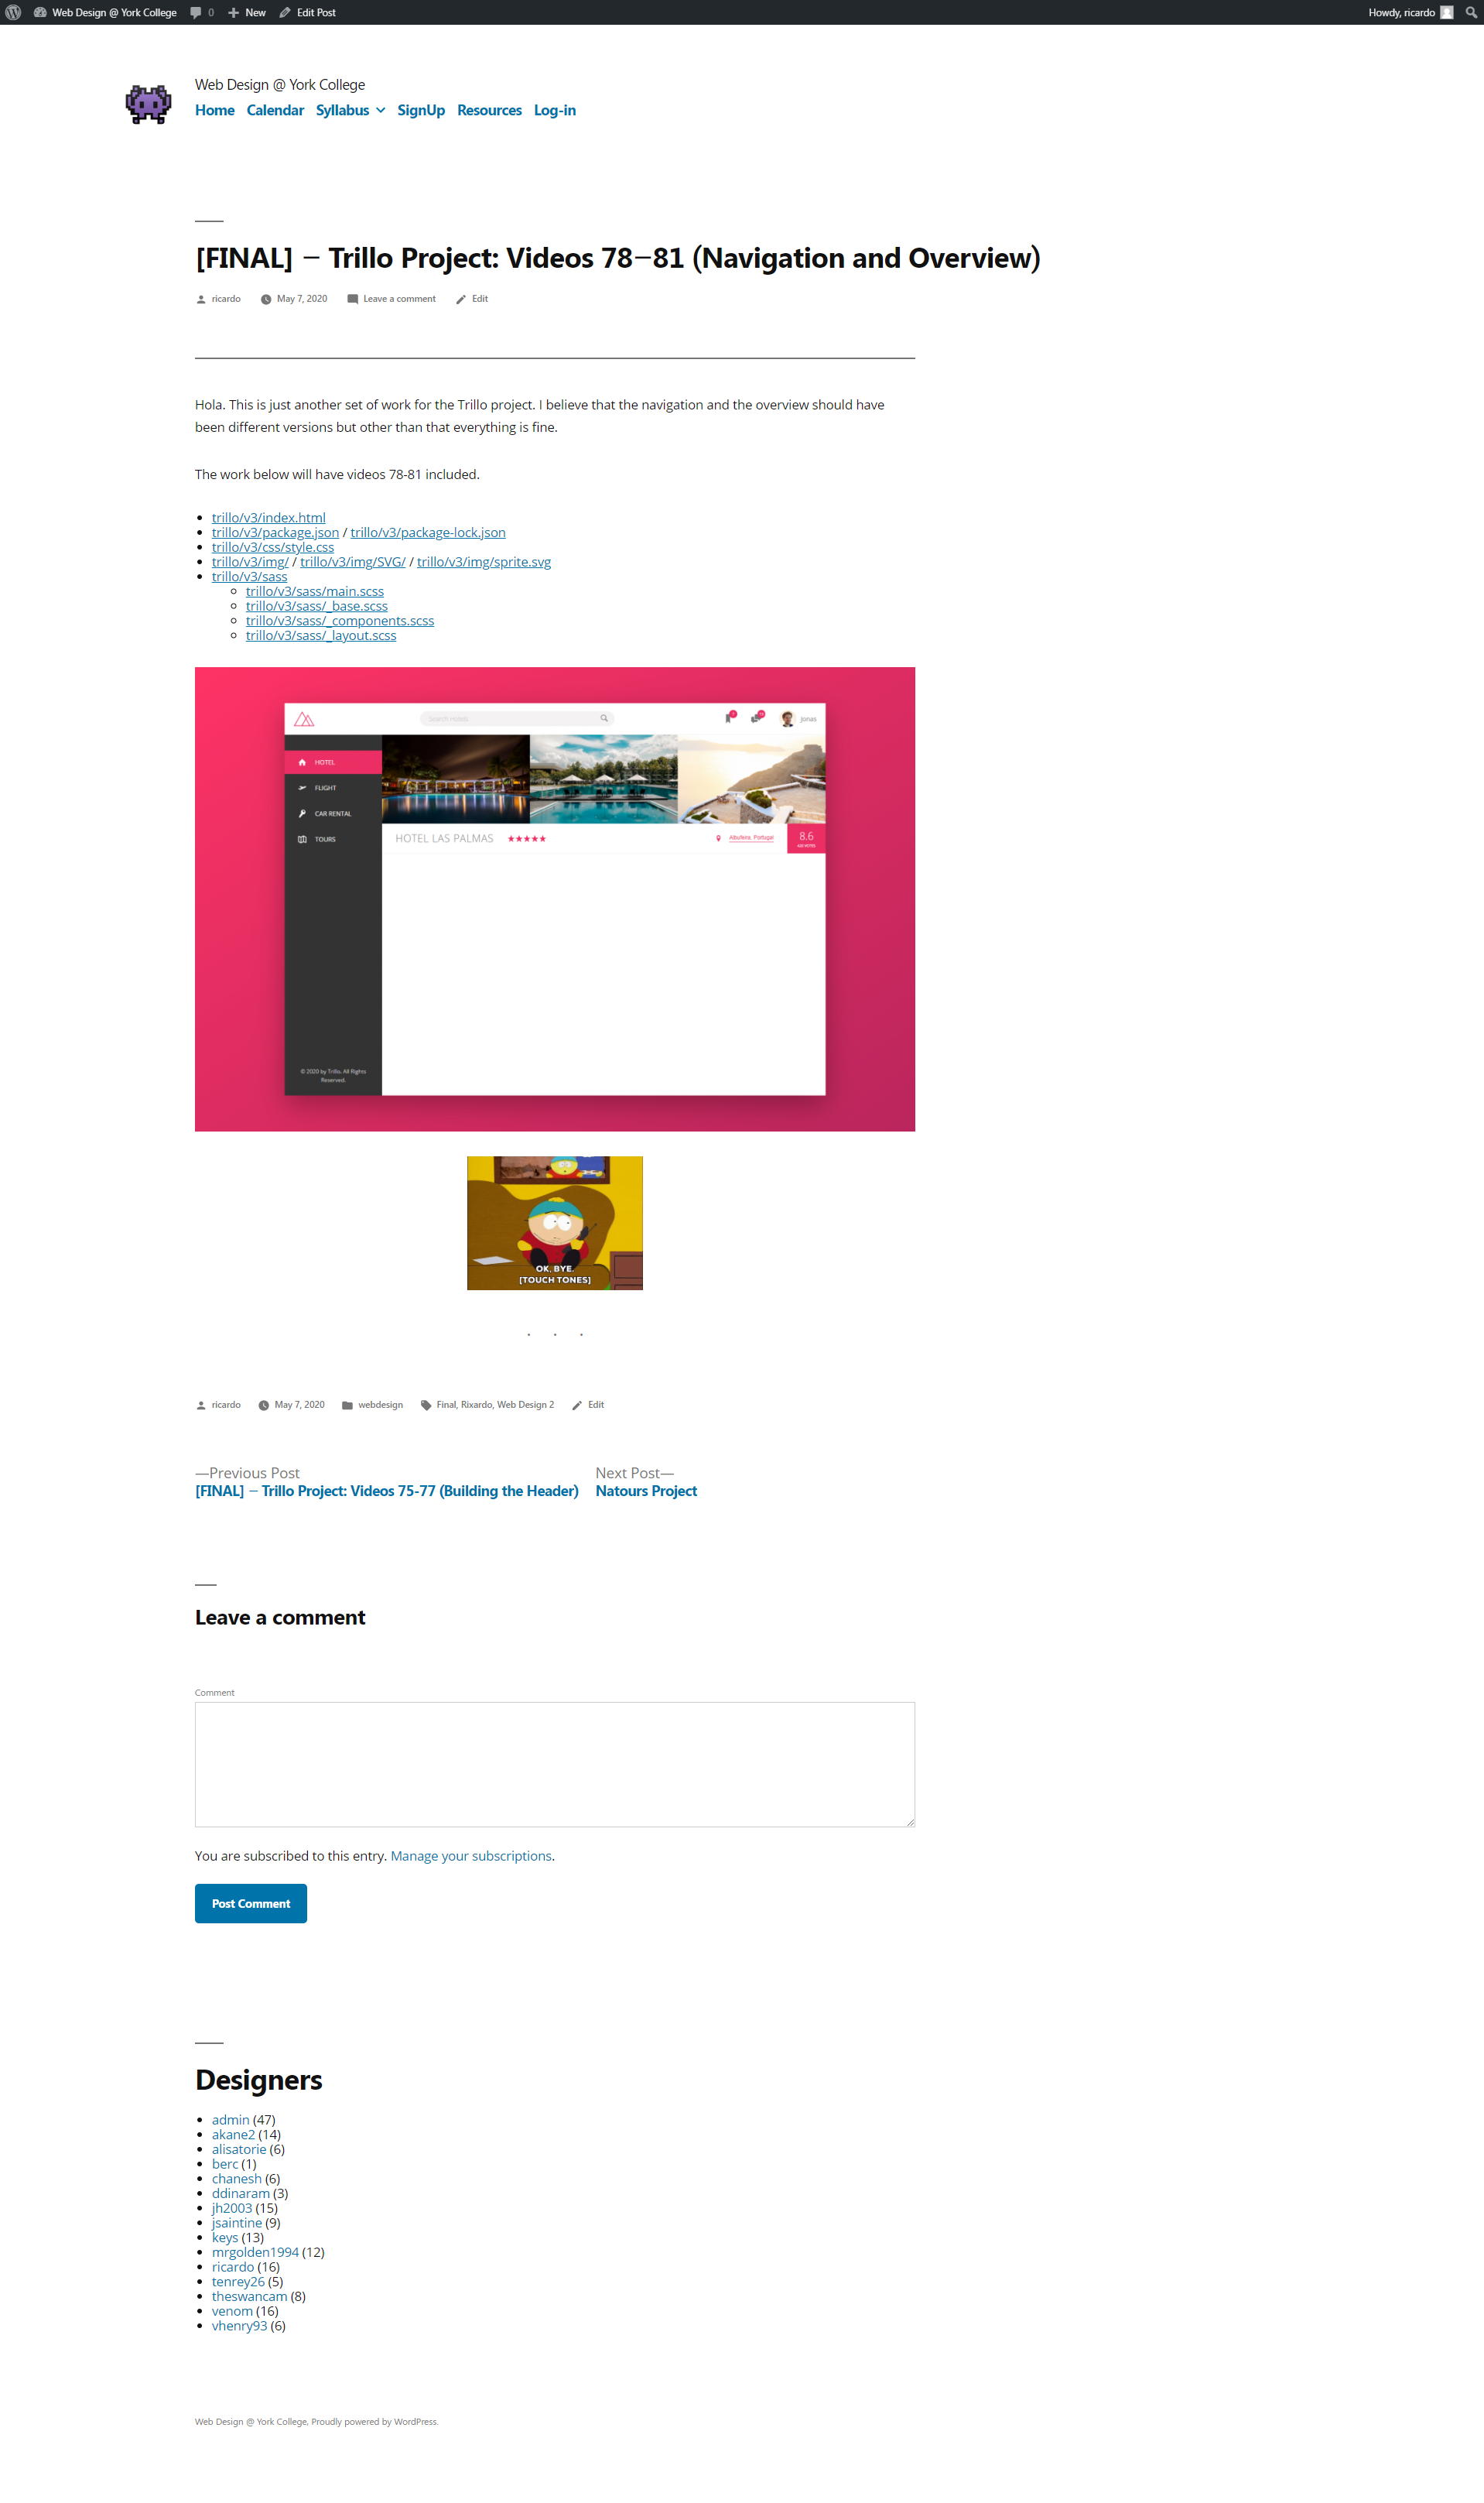 Web Design @ York College 0 New Edit Post Howdy, ricardo
Web Design @ York College
Home Calendar Syllabus SignUp Resources Log-in
[FINAL] – Trillo Project: Videos 78–81 (Navigation and Overview)
ricardo May 7, 2020 Leave a comment Edit
Hola. This is just another set of work for the Trillo project. I believe that the navigation and the overview should have
been different versions but other than that everything is fine.
The work below will have videos 78-81 included.
trillo/v3/index.html
trillo/v3/package.json / trillo/v3/package-lock.json
trillo/v3/css/style.css
trillo/v3/img/ / trillo/v3/img/SVG/ / trillo/v3/img/sprite.svg
trillo/v3/sass
trillo/v3/sass/main.scss
trillo/v3/sass/_base.scss
trillo/v3/sass/_components.scss
trillo/v3/sass/_layout.scss
Search hotels
Jonas
HOTEL
FLIGHT
CAR RENTAL
TOURS
HOTEL LAS PALMAS Albufeira, Portugal 8.6
© 2020 by Trillo. All Rights
Reserved.
OK, BYE.
[TOUCH TONES]
ricardo May 7, 2020 webdesign Final, Rixardo, Web Design 2 Edit
—Previous Post Next Post—
[FINAL] – Trillo Project: Videos 75-77 (Building the Header) Natours Project
Leave a comment
Comment
You are subscribed to this entry. Manage your subscriptions.
Post Comment
Designers
admin (47)
akane2 (14)
alisatorie (6)
berc (1)
chanesh (6)
ddinaram (3)
jh2003 (15)
jsaintine (9)
keys (13)
mrgolden1994 (12)
ricardo (16)
tenrey26 (5)
theswancam (8)
venom (16)
vhenry93 (6)
Web Design @ York College, Proudly powered by WordPress.